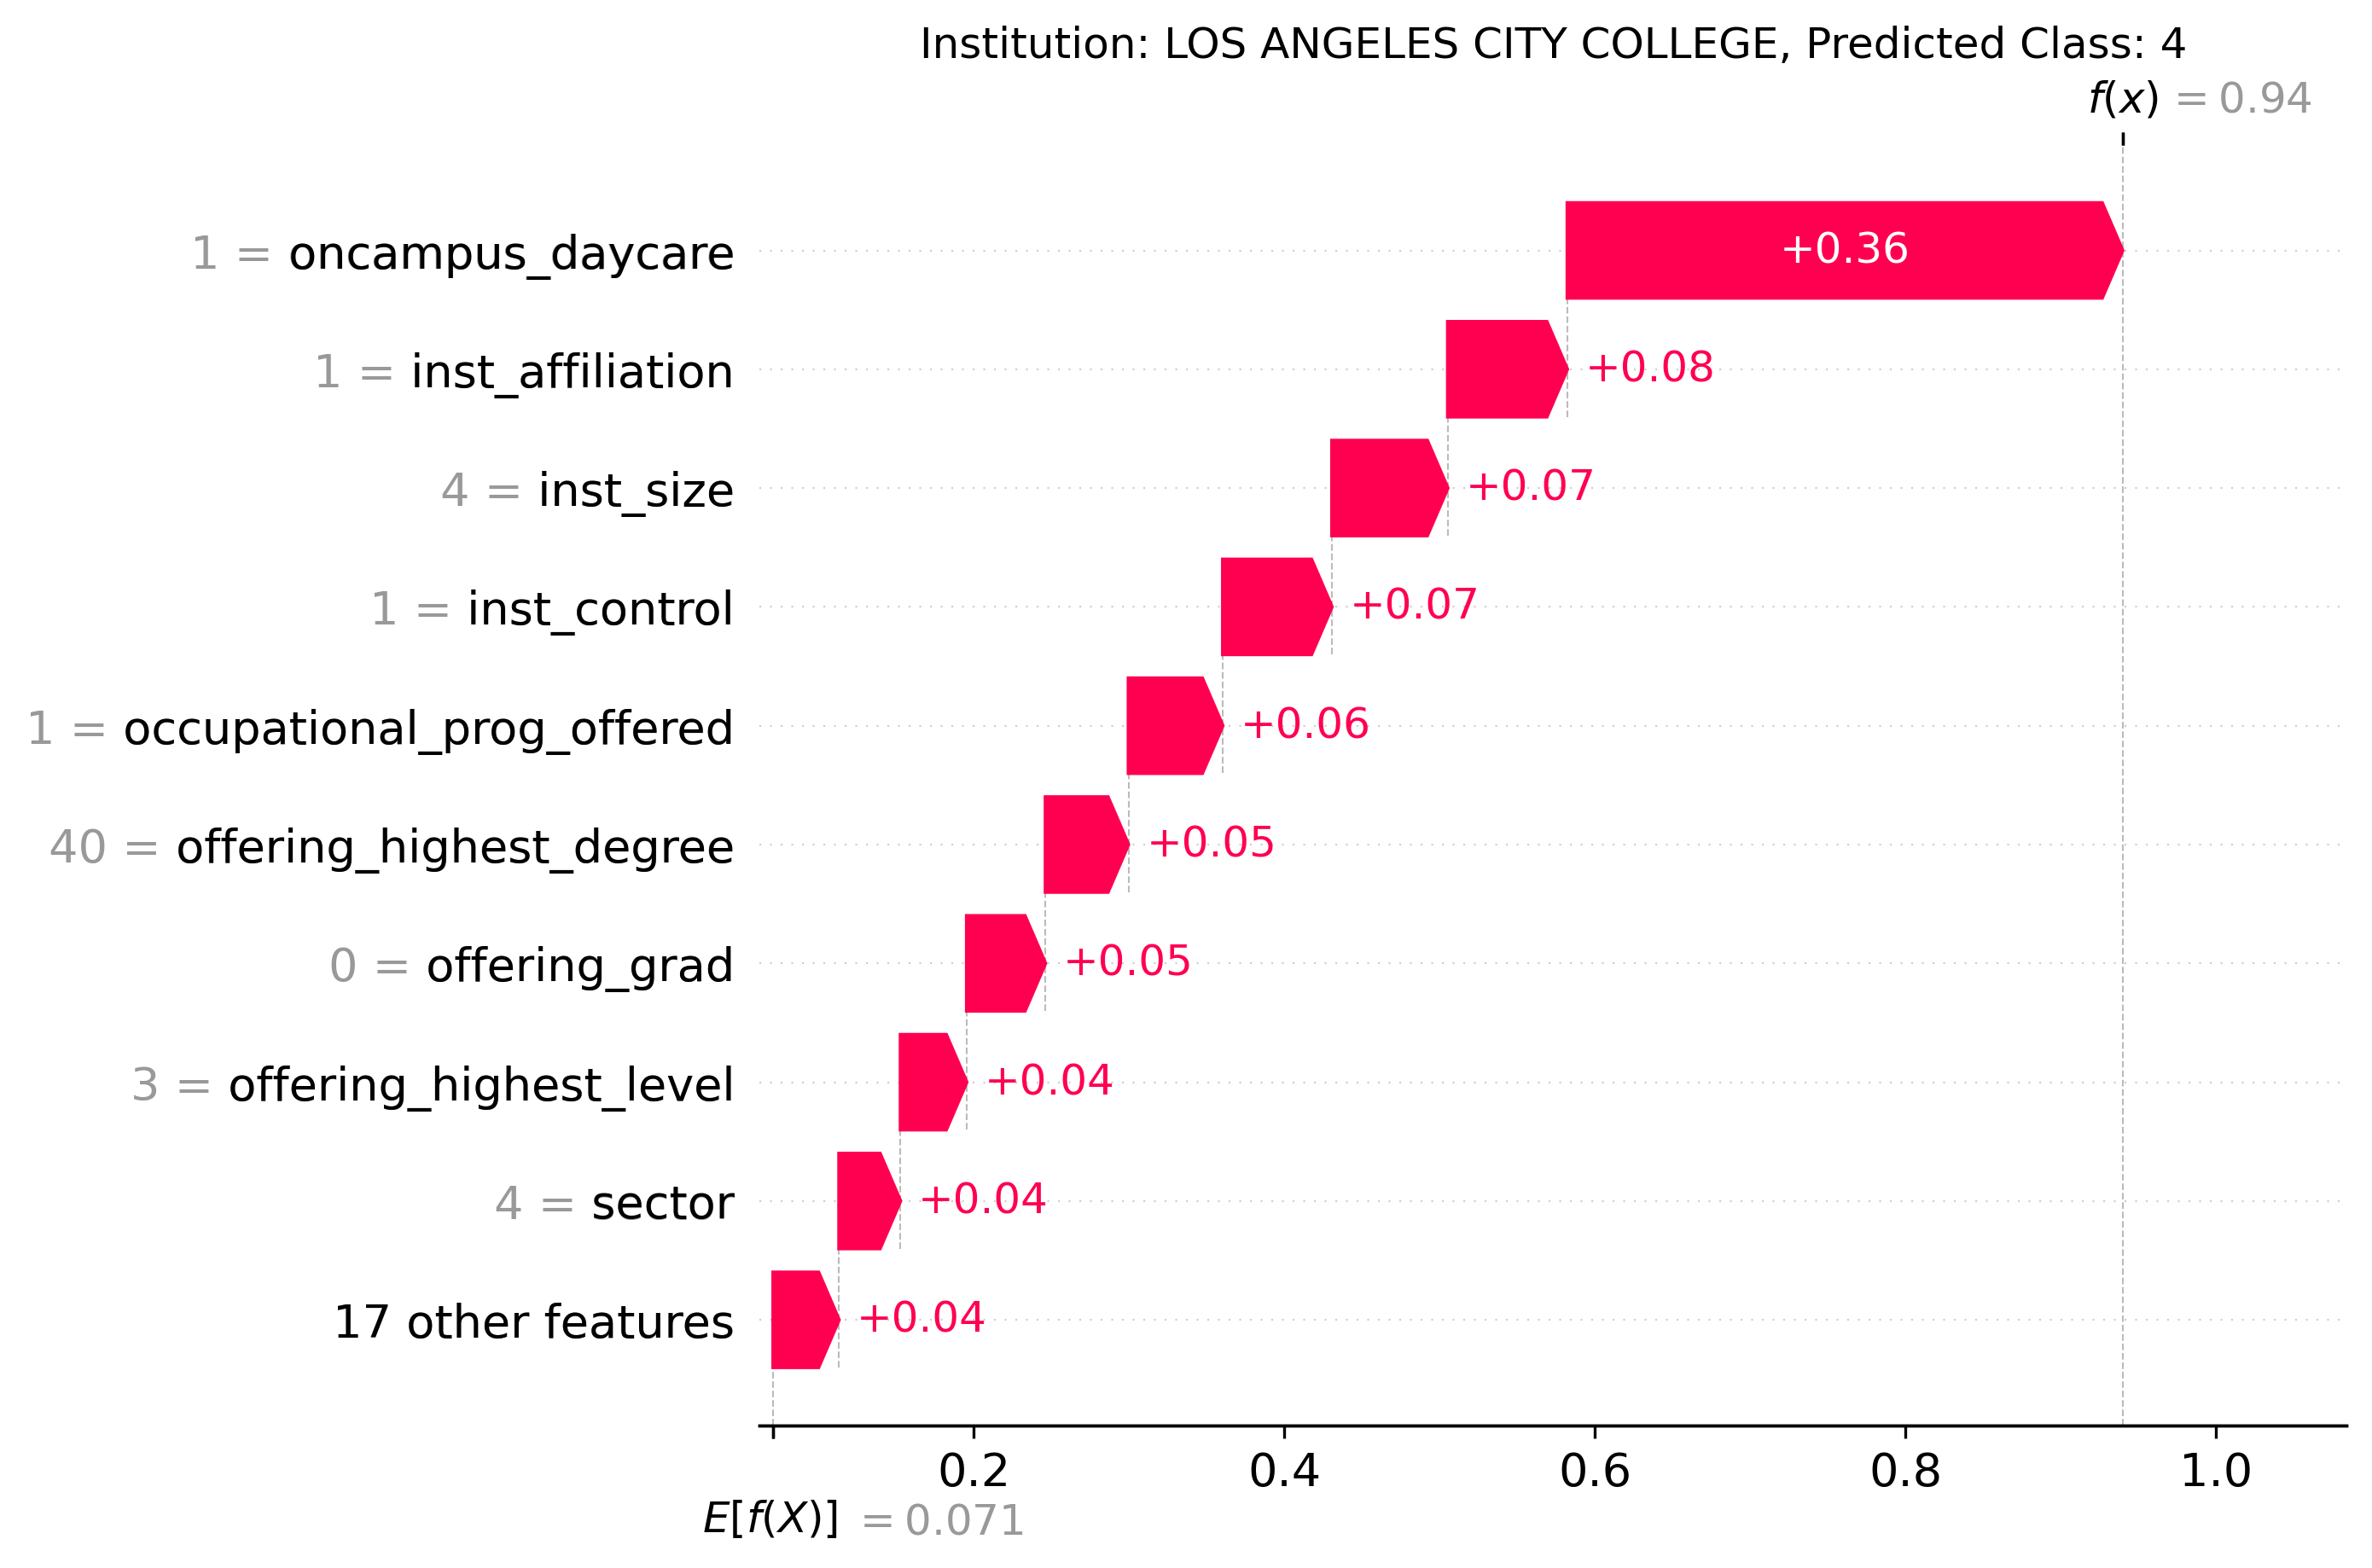 Institution: LOS ANGELES CITY COLLEGE, Predicted Class: 4
f(x) = 0.94
1 = oncampus_daycare +0.36
1 = inst_affiliation +0.08
4 = inst_size +0.07
1 = inst_control +0.07
1 = occupational_prog_offered +0.06
40 = offering_highest_degree +0.05
0 = offering_grad +0.05
3 = offering_highest_level +0.04
4 = sector +0.04
17 other features +0.04
0.2 0.4 0.6 0.8 1.0
E[f(X)] = 0.071